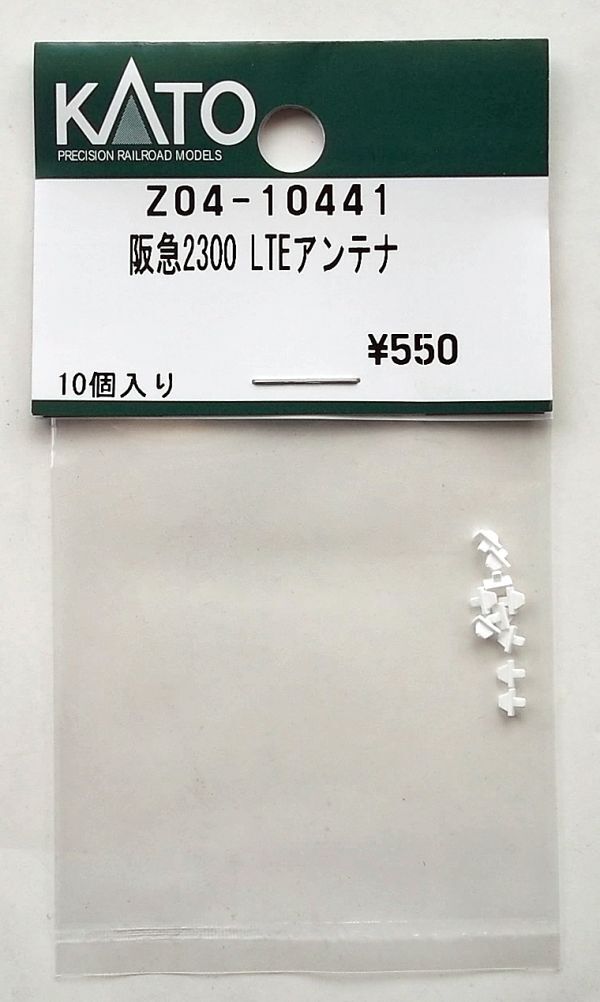 KATO
PRECISION RAILROAD MODELS
Z04-10441
阪急2300 LTEアンテナ
¥550
10個入り